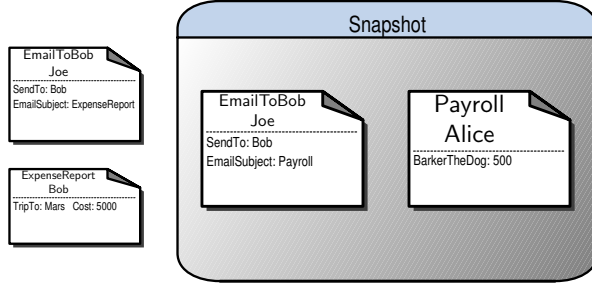 Snapshot
EmailToBob
Joe
SendTo: Bob
EmailSubject: ExpenseReport
ExpenseReport
Bob
TripTo: Mars Cost: 5000
EmailToBob
Joe
SendTo: Bob
EmailSubject: Payroll
Payroll
Alice
BarkerTheDog: 500